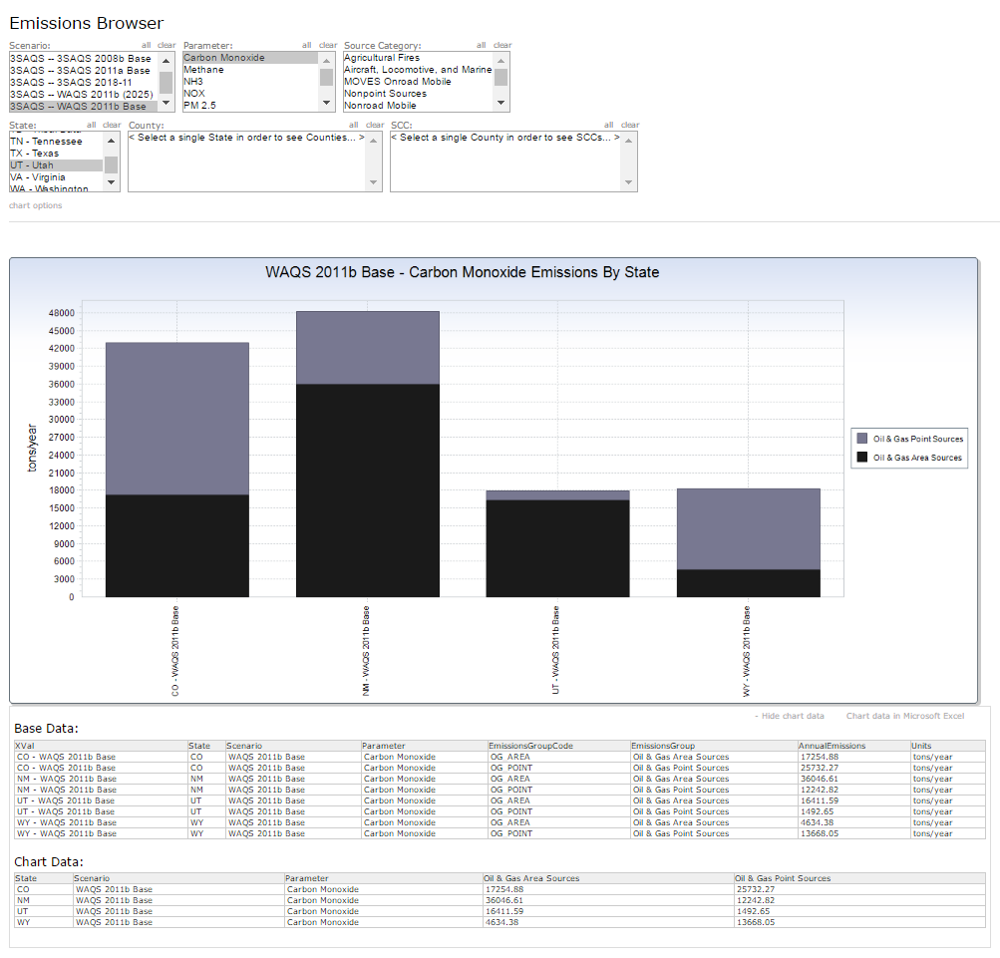 Emissions Browser
Scenario: all clear Parameter: all clear Source Category: all clear
3SAQS -- 3SAQS 2008b Base Carbon Monoxide Agricultural Fires
3SAQS -- 3SAQS 2011a Base Methane Aircraft, Locomotive, and Marine
3SAQS -- 3SAQS 2018-11 NH3 MOVES Onroad Mobile
3SAQS -- WAQS 2011b (2025) NOX Nonpoint Sources
3SAQS -- WAQS 2011b Base PM 2.5 Nonroad Mobile
State: all clear County: all clear SCC: all clear
TN - Tennessee < Select a single State in order to see Counties... > < Select a single County in order to see SCCs... >
TX - Texas
UT - Utah
VA - Virginia
WA - Washington
chart options
WAQS 2011b Base - Carbon Monoxide Emissions By State
48000
45000
42000
39000
36000
33000
30000
27000
24000
21000
18000
15000
12000
9000
6000
3000
0
tons/year
Oil & Gas Point Sources
Oil & Gas Area Sources
CO - WAQS 2011b Base
NM - WAQS 2011b Base
UT - WAQS 2011b Base
WY - WAQS 2011b Base
- Hide chart data Chart data in Microsoft Excel
Base Data:
XVal State Scenario Parameter EmissionsGroupCode EmissionsGroup AnnualEmissions Units
CO - WAQS 2011b Base CO WAQS 2011b Base Carbon Monoxide OG_AREA Oil & Gas Area Sources 17254.88 tons/year
CO - WAQS 2011b Base CO WAQS 2011b Base Carbon Monoxide OG_POINT Oil & Gas Point Sources 25732.27 tons/year
NM - WAQS 2011b Base NM WAQS 2011b Base Carbon Monoxide OG_AREA Oil & Gas Area Sources 36046.61 tons/year
NM - WAQS 2011b Base NM WAQS 2011b Base Carbon Monoxide OG_POINT Oil & Gas Point Sources 12242.82 tons/year
UT - WAQS 2011b Base UT WAQS 2011b Base Carbon Monoxide OG_AREA Oil & Gas Area Sources 16411.59 tons/year
UT - WAQS 2011b Base UT WAQS 2011b Base Carbon Monoxide OG_POINT Oil & Gas Point Sources 1492.65 tons/year
WY - WAQS 2011b Base WY WAQS 2011b Base Carbon Monoxide OG_AREA Oil & Gas Area Sources 4634.38 tons/year
WY - WAQS 2011b Base WY WAQS 2011b Base Carbon Monoxide OG_POINT Oil & Gas Point Sources 13668.05 tons/year
Chart Data:
State Scenario Parameter Oil & Gas Area Sources Oil & Gas Point Sources
CO WAQS 2011b Base Carbon Monoxide 17254.88 25732.27
NM WAQS 2011b Base Carbon Monoxide 36046.61 12242.82
UT WAQS 2011b Base Carbon Monoxide 16411.59 1492.65
WY WAQS 2011b Base Carbon Monoxide 4634.38 13668.05